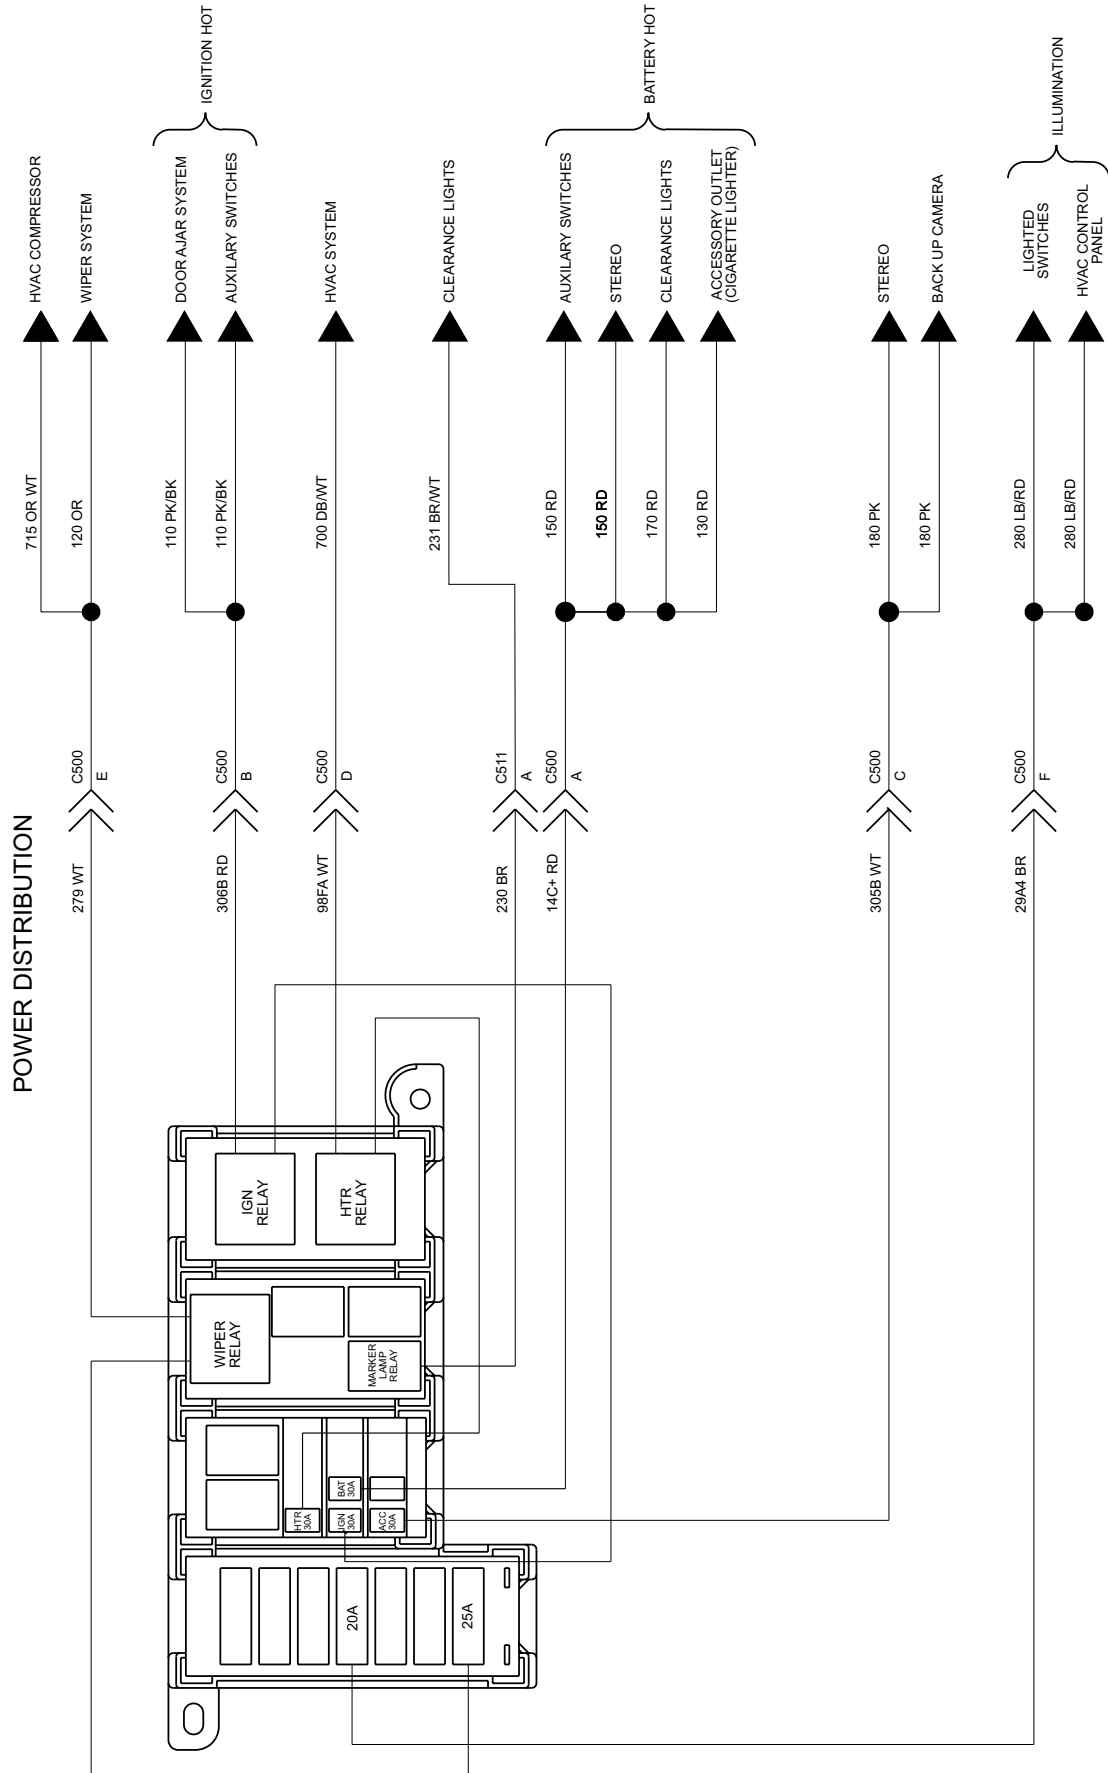 POWER DISTRIBUTION
HVAC COMPRESSOR
WIPER SYSTEM
DOOR AJAR SYSTEM
AUXILARY SWITCHES
IGNITION HOT
HVAC SYSTEM
CLEARANCE LIGHTS
AUXILARY SWITCHES
STEREO
CLEARANCE LIGHTS
ACCESSORY OUTLET
(CIGARETTE LIGHTER)
BATTERY HOT
STEREO
BACK UP CAMERA
LIGHTED
SWITCHES
HVAC CONTROL
PANEL
ILLUMINATION
715 OR WT
120 OR
110 PK/BK
110 PK/BK
700 DB/WT
231 BR/WT
150 RD
150 RD
170 RD
130 RD
180 PK
180 PK
280 LB/RD
280 LB/RD
C500
E
C500
B
C500
D
C511
A
C500
A
C500
C
C500
F
279 WT
306B RD
98FA WT
230 BR
14C+ RD
305B WT
29A4 BR
IGN
RELAY
HTR
RELAY
WIPER
RELAY
MARKER
LAMP
RELAY
HTR
30A
BAT
30A
IGN
30A
ACC
30A
20A
25A